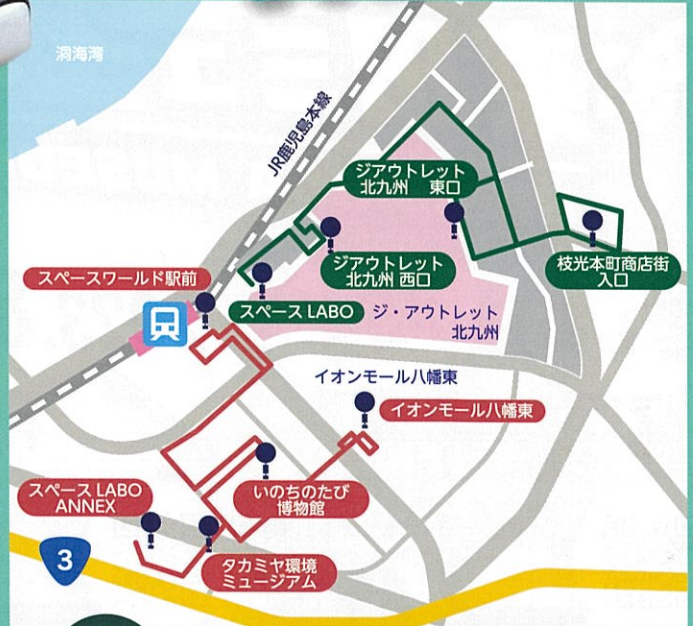 洞海湾
JR鹿児島本線
ジアウトレット
北九州 東口
ジアウトレット
北九州 西口
枝光本町商店街
入口
スペースワールド駅前
スペース LABO
ジ・アウトレット
北九州
イオンモール八幡東
イオンモール八幡東
いのちのたび
博物館
スペース LABO
ANNEX
タカミヤ環境
ミュージアム
3